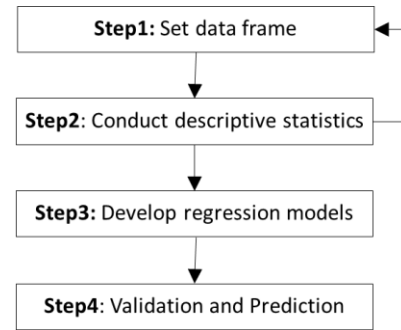 Step1: Set data frame
Step2: Conduct descriptive statistics
Step3: Develop regression models
Step4: Validation and Prediction